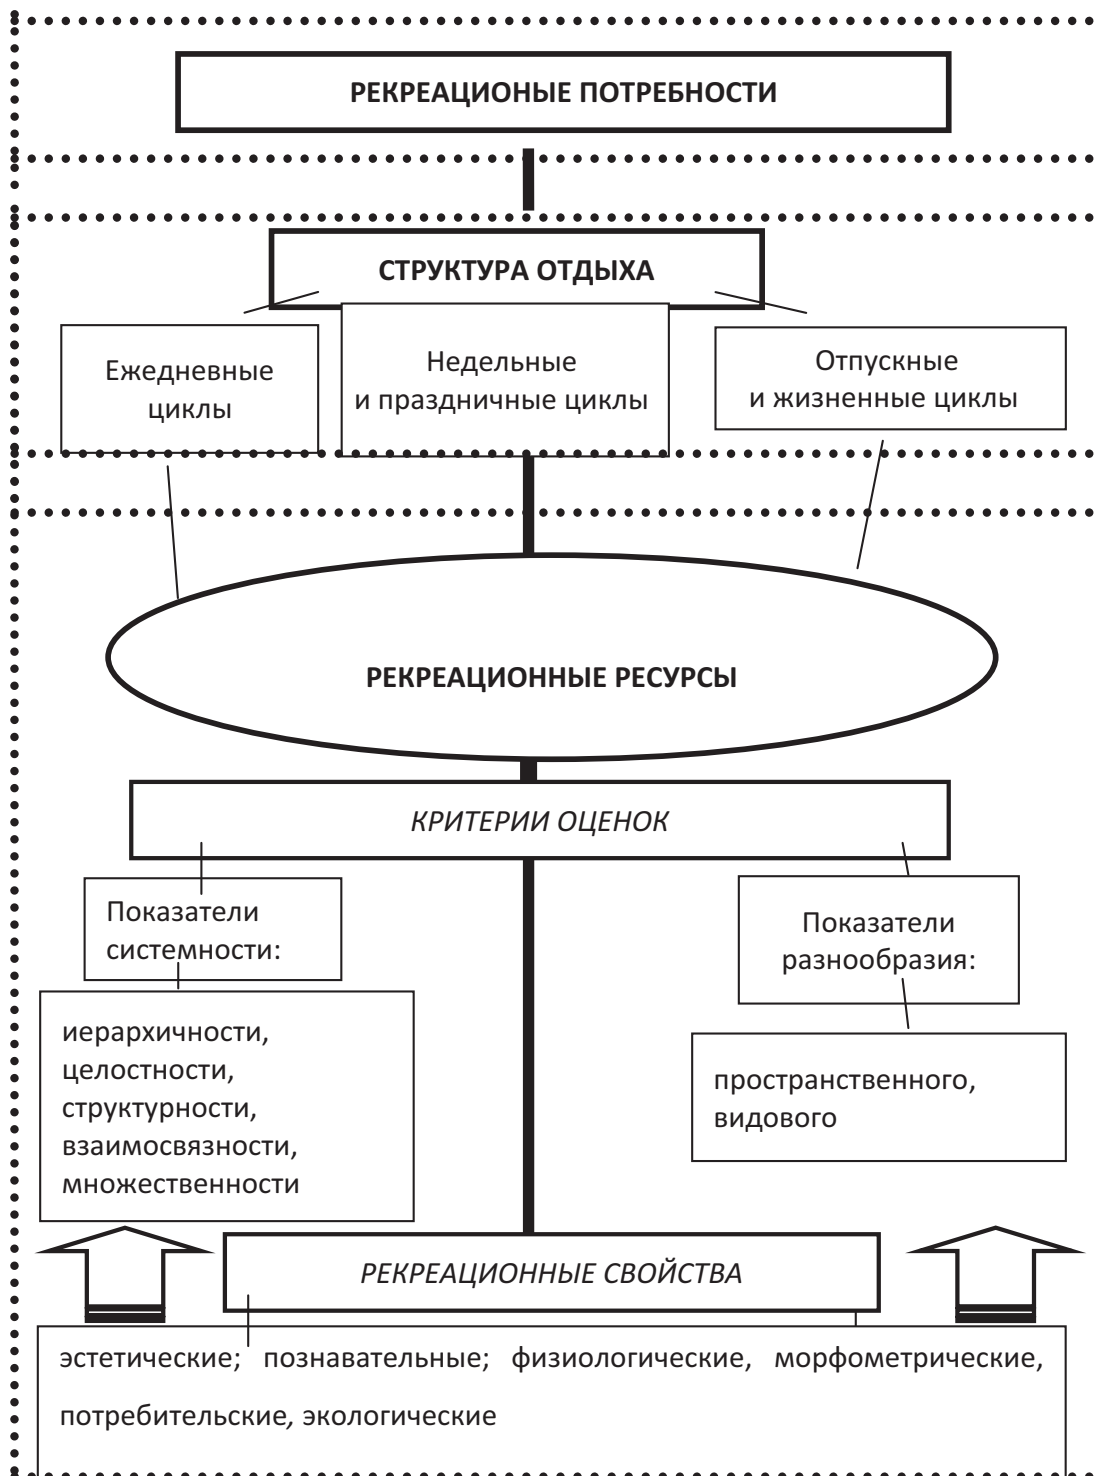 РЕКРЕАЦИОНЫЕ ПОТРЕБНОСТИ
СТРУКТУРА ОТДЫХА
Ежедневные
циклы
Недельные
и праздничные циклы
Отпускные
и жизненные циклы
РЕКРЕАЦИОННЫЕ РЕСУРСЫ
КРИТЕРИИ ОЦЕНОК
Показатели
системности:
Показатели
разнообразия:
иерархичности,
целостности,
структурности,
взаимосвязности,
множественности
пространственного,
видового
РЕКРЕАЦИОННЫЕ СВОЙСТВА
эстетические; познавательные; физиологические, морфометрические,
потребительские, экологические